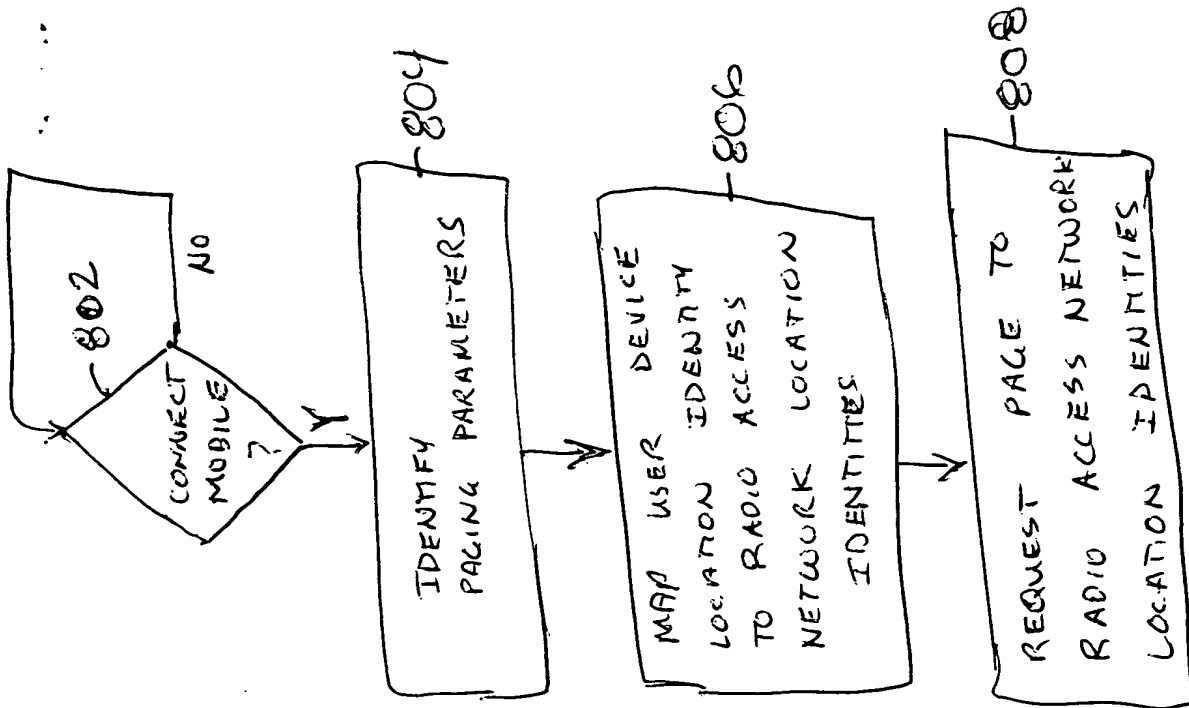 802
CONNECT
MOBILE
?
NO
Y
804
IDENTIFY
PAGING PARAMETERS
806
MAP USER DEVICE
LOCATION IDENTITY
TO RADIO ACCESS
NETWORK LOCATION
IDENTITIES
808
REQUEST PAGE TO
RADIO ACCESS NETWORK
LOCATION IDENTITIES